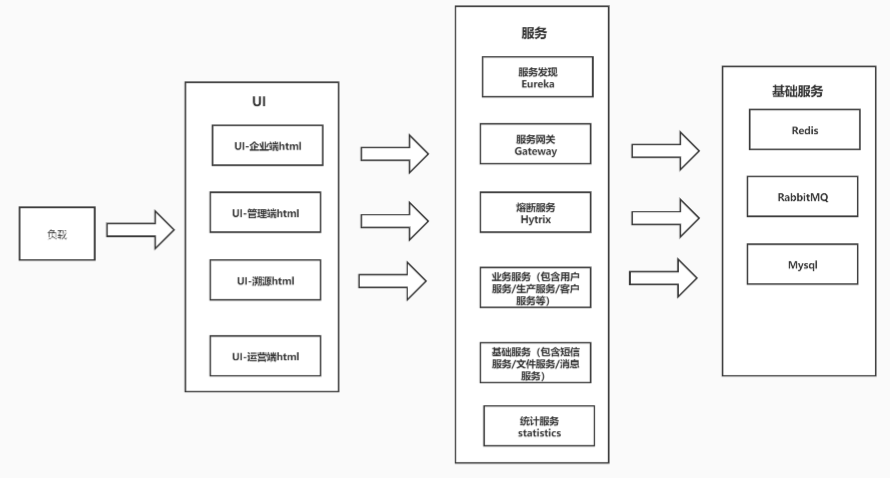 负载
UI
UI-企业端html
UI-管理端html
UI-溯源html
UI-运营端html
服务
服务发现
Eureka
服务网关
Gateway
熔断服务
Hytrix
业务服务（包含用户
服务/生产服务/客户
服务等）
基础服务（包含短信
服务/文件服务/消息
服务）
统计服务
statistics
基础服务
Redis
RabbitMQ
Mysql